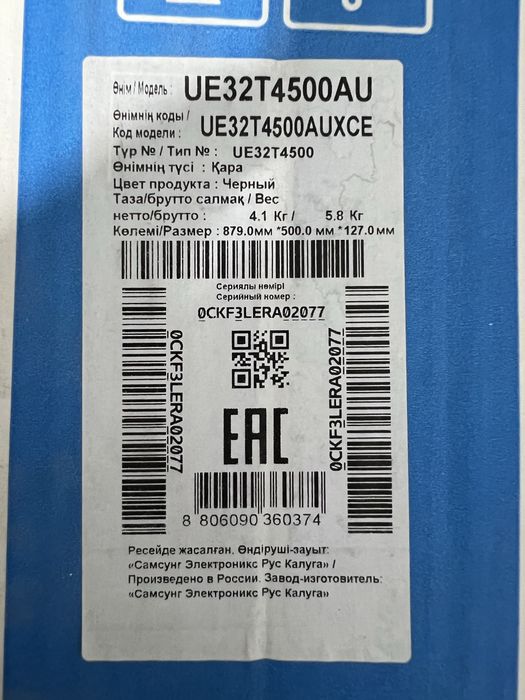 Өнім / Модель : UE32T4500AU
Өнімнің коды /
Код модели : UE32T4500AUXCE
Түр № / Тип № : UE32T4500
Өнімнің түсі : Қара
Цвет продукта : Черный
Таза/брутто салмақ / Вес
нетто/брутто : 4.1 Кг / 5.8 Кг
Көлемі/Размер : 879.0мм *500.0 мм *127.0 мм
Сериялы нөмірі
Серийный номер :
0CKF3LERA02077
0CKF3LERA02077
0CKF3LERA02077
EAC
8 806090 360374
Ресейде жасалған. Өндіруші-зауыт:
«Самсунг Электроникс Рус Калуга» /
Произведено в России. Завод-изготовитель:
«Самсунг Электроникс Рус Калуга»